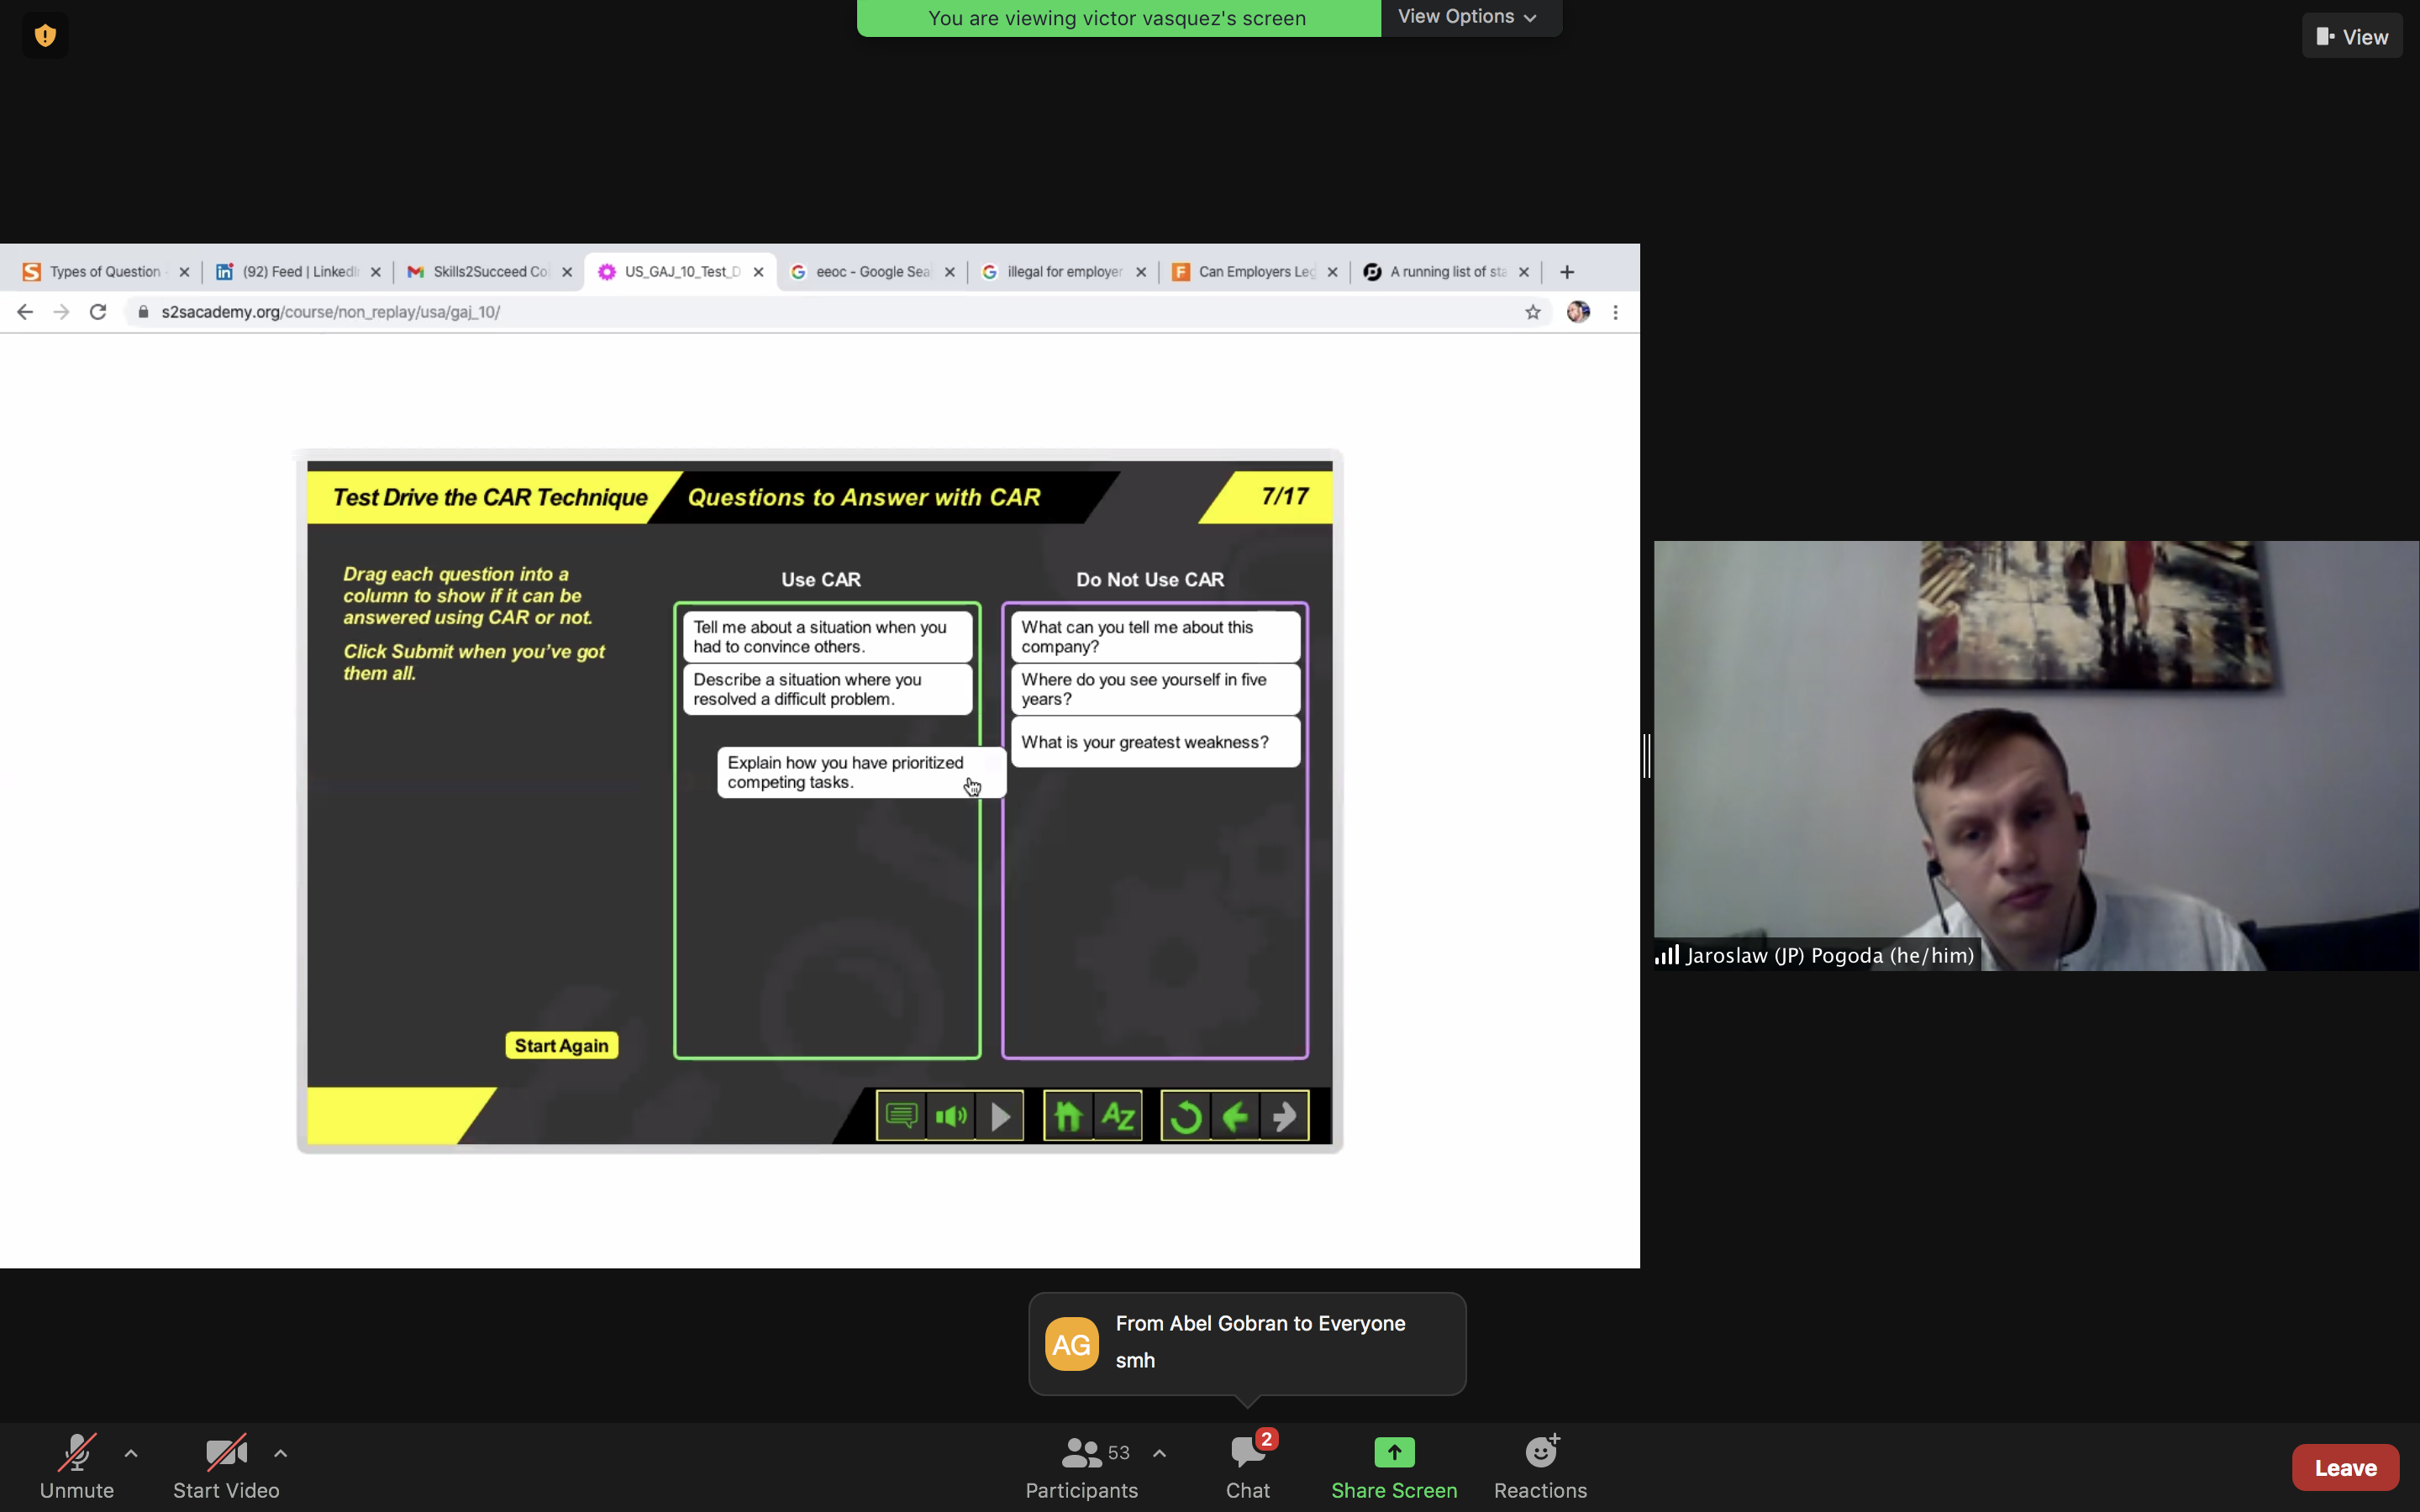 You are viewing victor vasquez's screen
View Options
View
Types of Question
(92) Feed | LinkedIn
Skills2Succeed Co
US_GAJ_10_Test_D
eeoc - Google Sea
illegal for employer
Can Employers Leg
A running list of sta
s2sacademy.org/course/non_replay/usa/gaj_10/
Test Drive the CAR Technique
Questions to Answer with CAR
7/17
Drag each question into a
column to show if it can be
answered using CAR or not.
Click Submit when you've got
them all.
Use CAR
Tell me about a situation when you
had to convince others.
Describe a situation where you
resolved a difficult problem.
Explain how you have prioritized
competing tasks.
Do Not Use CAR
What can you tell me about this
company?
Where do you see yourself in five
years?
What is your greatest weakness?
Start Again
AZ
Jaroslaw (JP) Pogoda (he/him)
AG
From Abel Gobran to Everyone
smh
Unmute
Start Video
53
Participants
2
Chat
Share Screen
Reactions
Leave